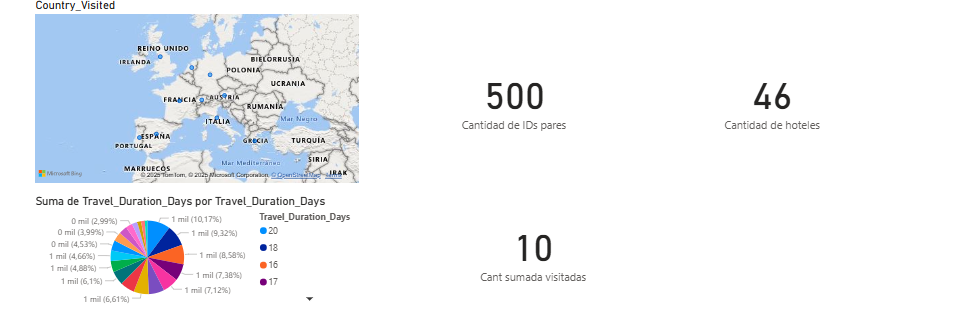 Country_Visited
REINO UNIDO
IRLANDA
BIELORRUSIA
POLONIA
UCRANIA
FRANCIA
AUSTRIA
RUMANIA
ITALIA
Mar Negro
ESPAÑA
GRECIA
TURQUÍA
PORTUGAL
Mar Mediterráneo
SIRIA
MARRUECOS
IRAK
Microsoft Bing
© 2025 TomTom, © 2025 Microsoft Corporation, © OpenStreetMap Terms
500
Cantidad de IDs pares
46
Cantidad de hoteles
Suma de Travel_Duration_Days por Travel_Duration_Days
0 mil (2,99%)
0 mil (3,99%)
0 mil (4,53%)
1 mil (4,66%)
1 mil (4,88%)
1 mil (6,1%)
1 mil (6,61%)
1 mil (10,17%)
1 mil (9,32%)
1 mil (8,58%)
1 mil (7,38%)
1 mil (7,12%)
Travel_Duration_Days
20
18
16
17
10
Cant sumada visitadas